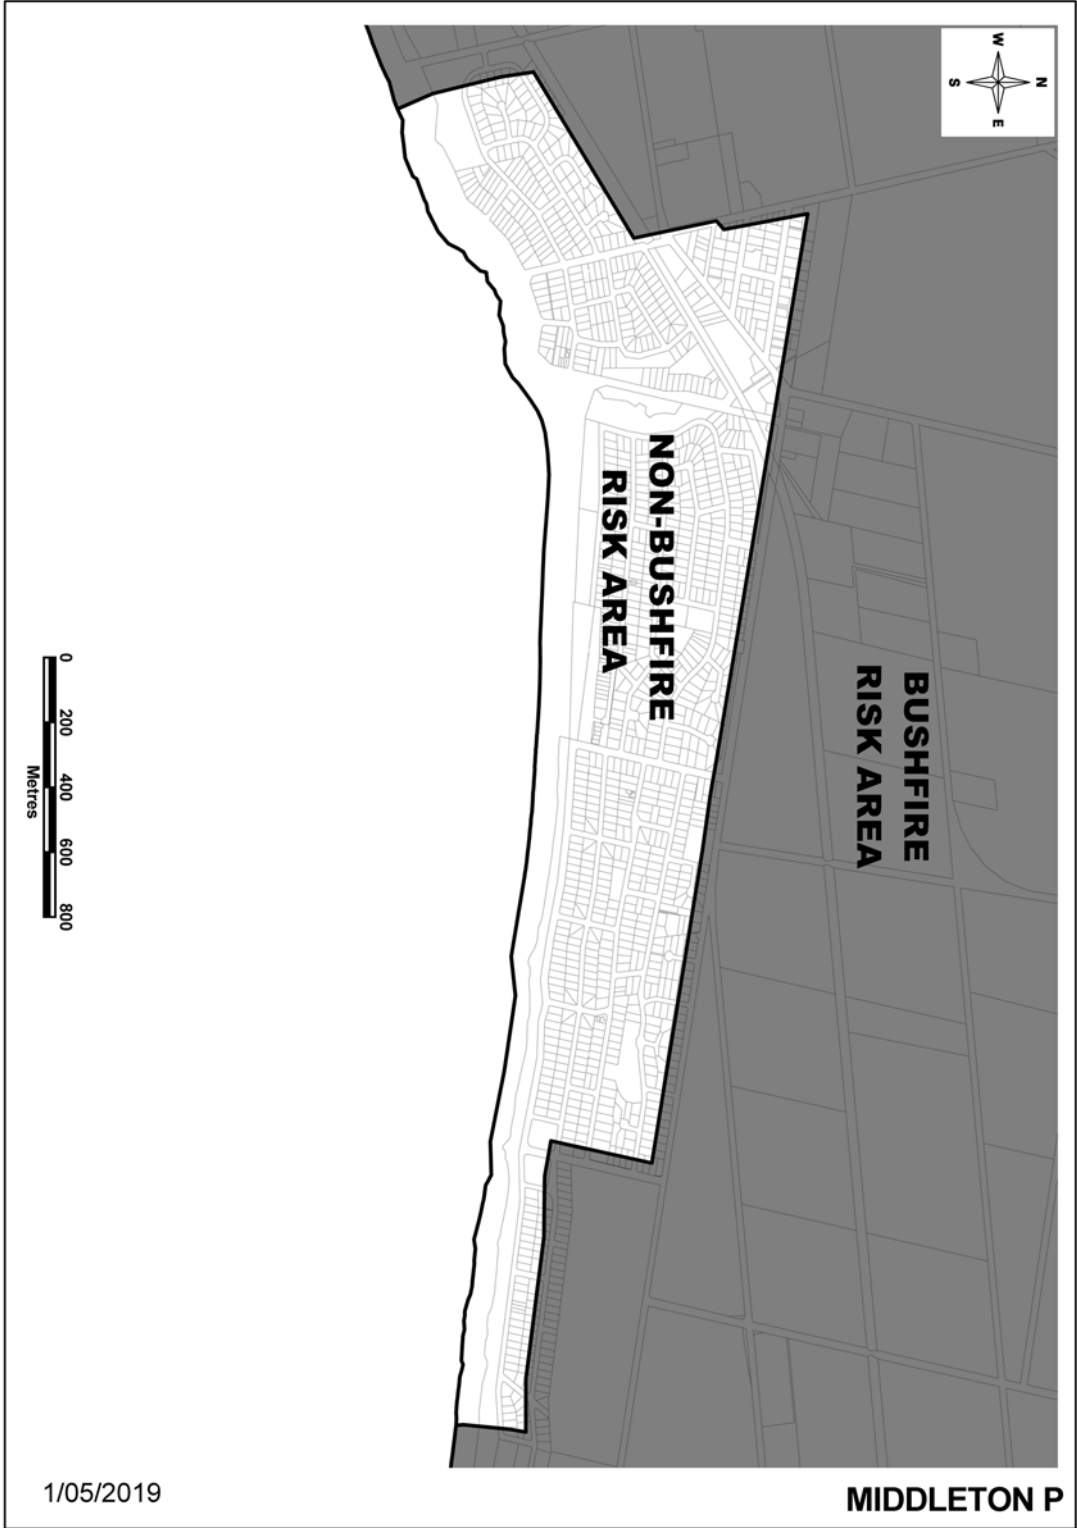 N
W
E
S
NON-BUSHFIRE
RISK AREA
BUSHFIRE
RISK AREA
0 200 400 600 800
Metres
1/05/2019
MIDDLETON P